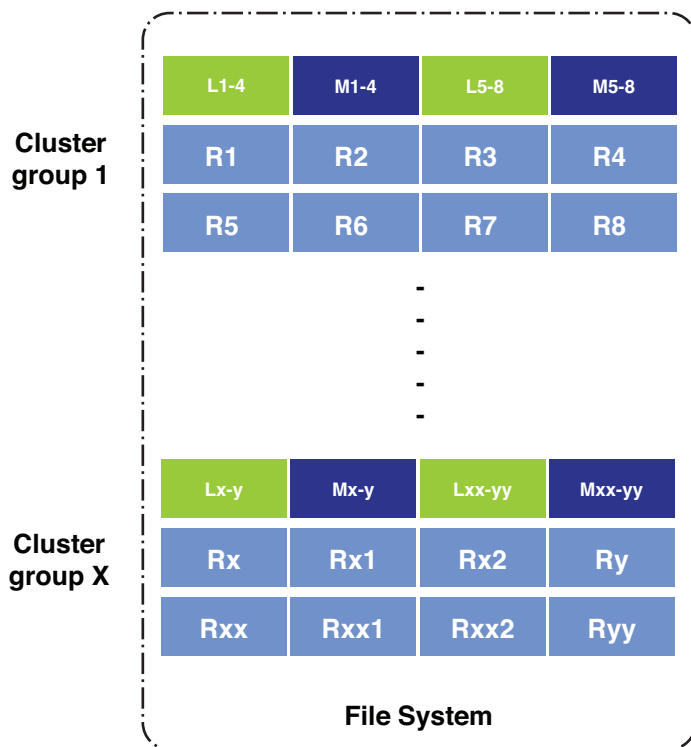 L1-4 M1-4 L5-8 M5-8
Cluster
group 1
R1 R2 R3 R4
R5 R6 R7 R8
-
-
-
-
-
Lx-y Mx-y Lxx-yy Mxx-yy
Cluster
group X
Rx Rx1 Rx2 Ry
Rxx Rxx1 Rxx2 Ryy
File System